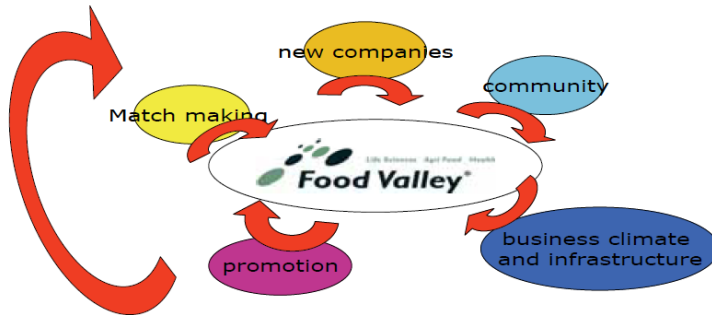 new companies
community
Match making
Life Sciences Agri Food Health
Food Valley®
business climate
and infrastructure
promotion